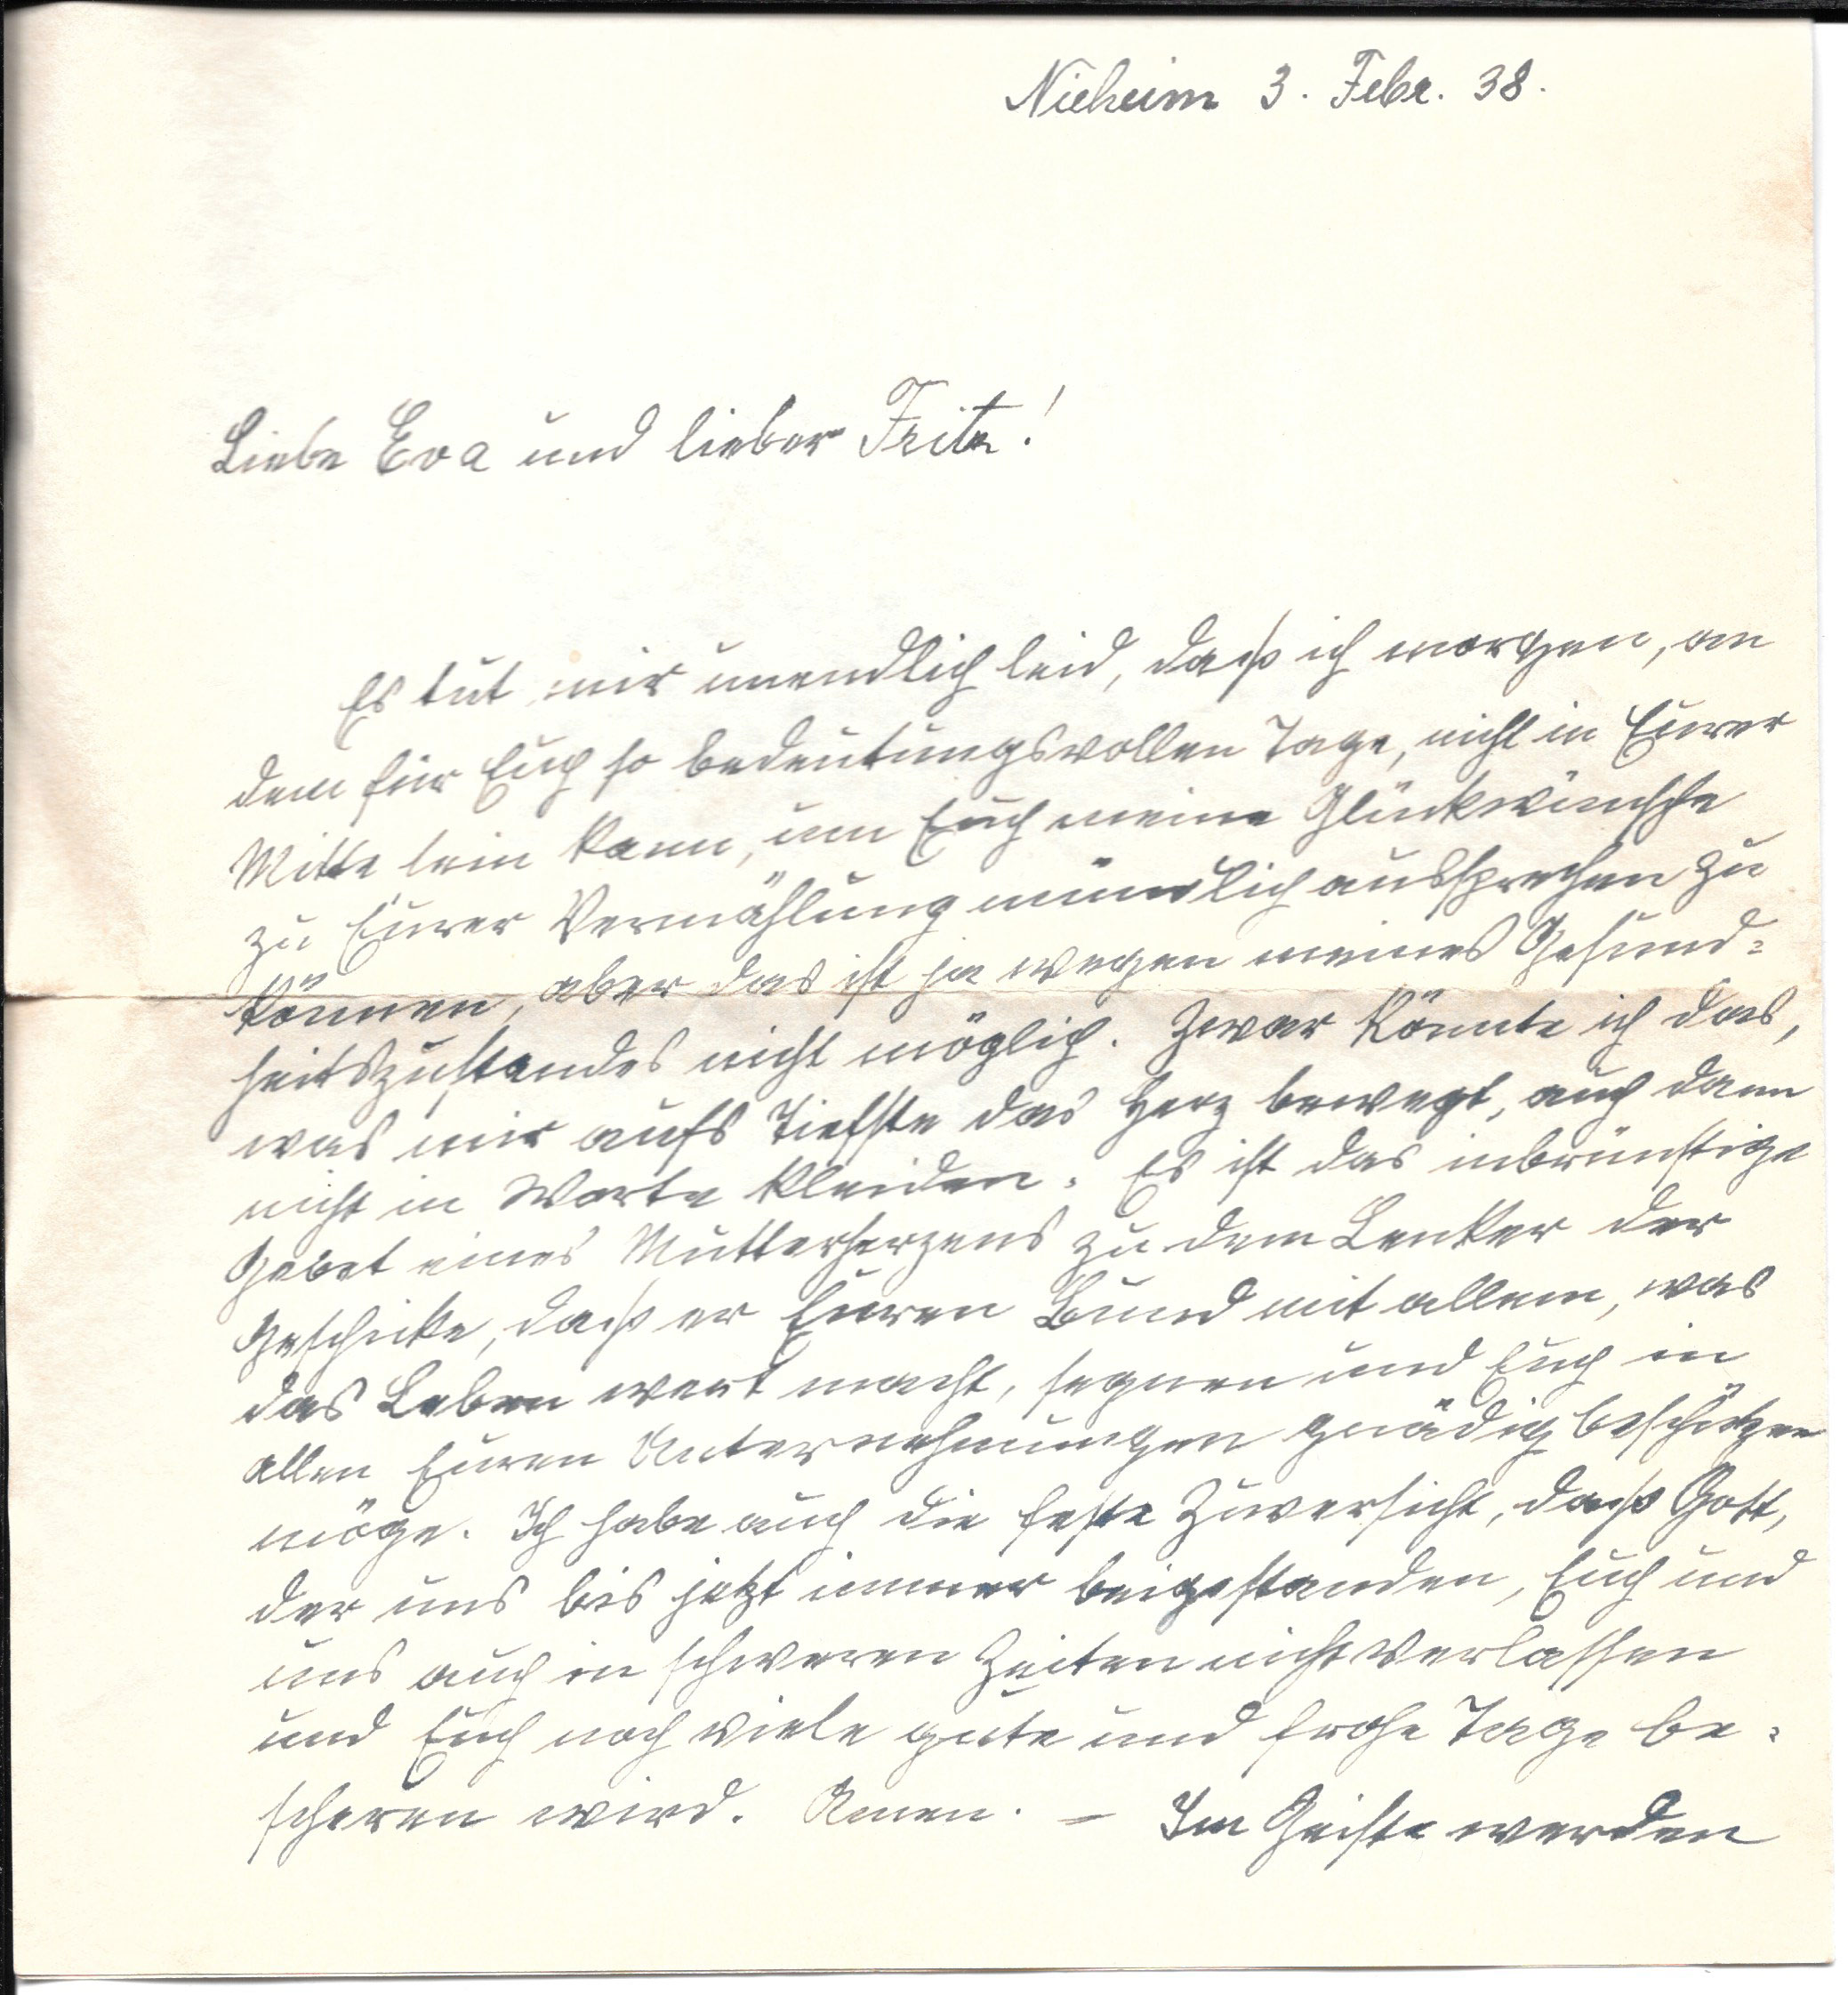 Nieheim 3. Febr. 38.
Liebe Eva und lieber Fritz!
Es tut mir unendlich leid, daß ich morgen, an
dem für Euch so bedeutungsvollen Tage, nicht in Eurer
Mitte sein kann, um Euch meine Glückwünsche
zu Eurer Vermählung mündlich aussprechen zu
können, aber das ist ja wegen meines Gesund=
heitszustandes nicht möglich. Zwar könnte ich das,
was mir aufs Tiefste das Herz bewegt, auch dann
nicht in Worte kleiden. Es ist das inbrünstige
Gebet eines Mutterherzens zu dem Lenker der
Geschicke, daß er Euren Bund mit allem, was
das Leben wert macht, segnen und Euch in
allen Euren Unternehmungen gnädig beschützen
möge. Ich habe auch die feste Zuversicht, daß Gott,
der uns bis jetzt immer beigestanden, Euch und
uns auch in schweren Zeiten nicht verlassen
und Euch noch viele gute und frohe Tage be=
scheren wird. Amen. – Im Geiste werden